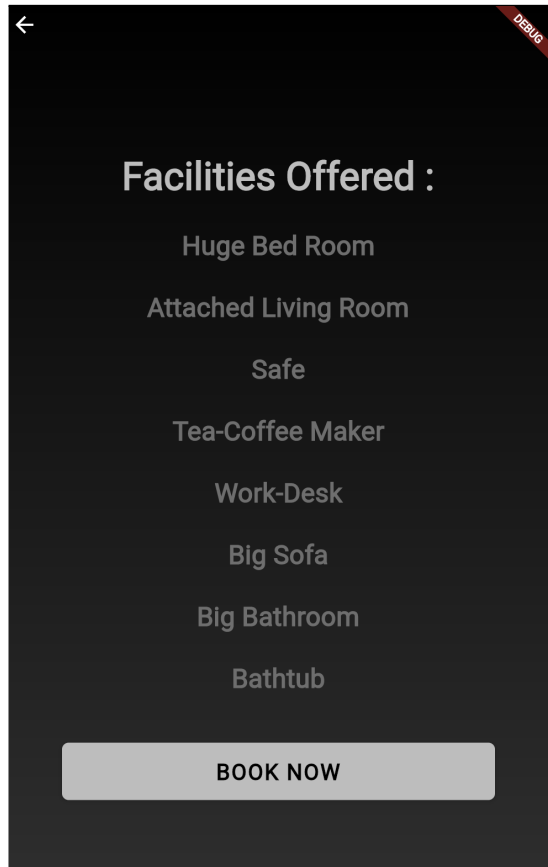 DEBUG
Facilities Offered :
Huge Bed Room
Attached Living Room
Safe
Tea-Coffee Maker
Work-Desk
Big Sofa
Big Bathroom
Bathtub
BOOK NOW